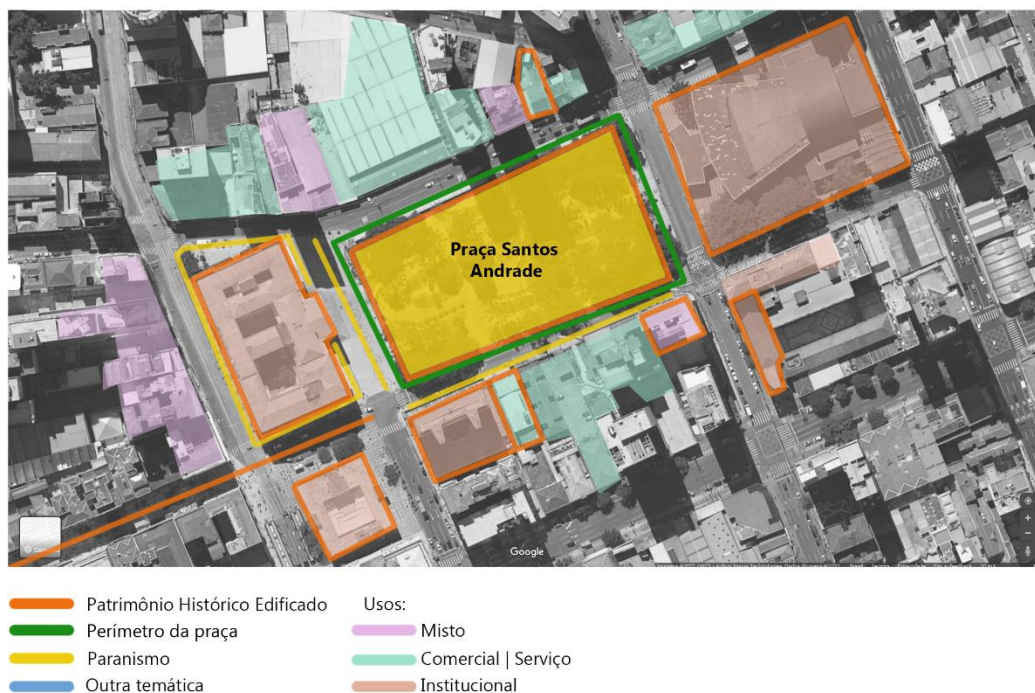 Praça Santos
Andrade
Google
Patrimônio Histórico Edificado
Usos:
Perímetro da praça
Misto
Paranismo
Comercial | Serviço
Outra temática
Institucional